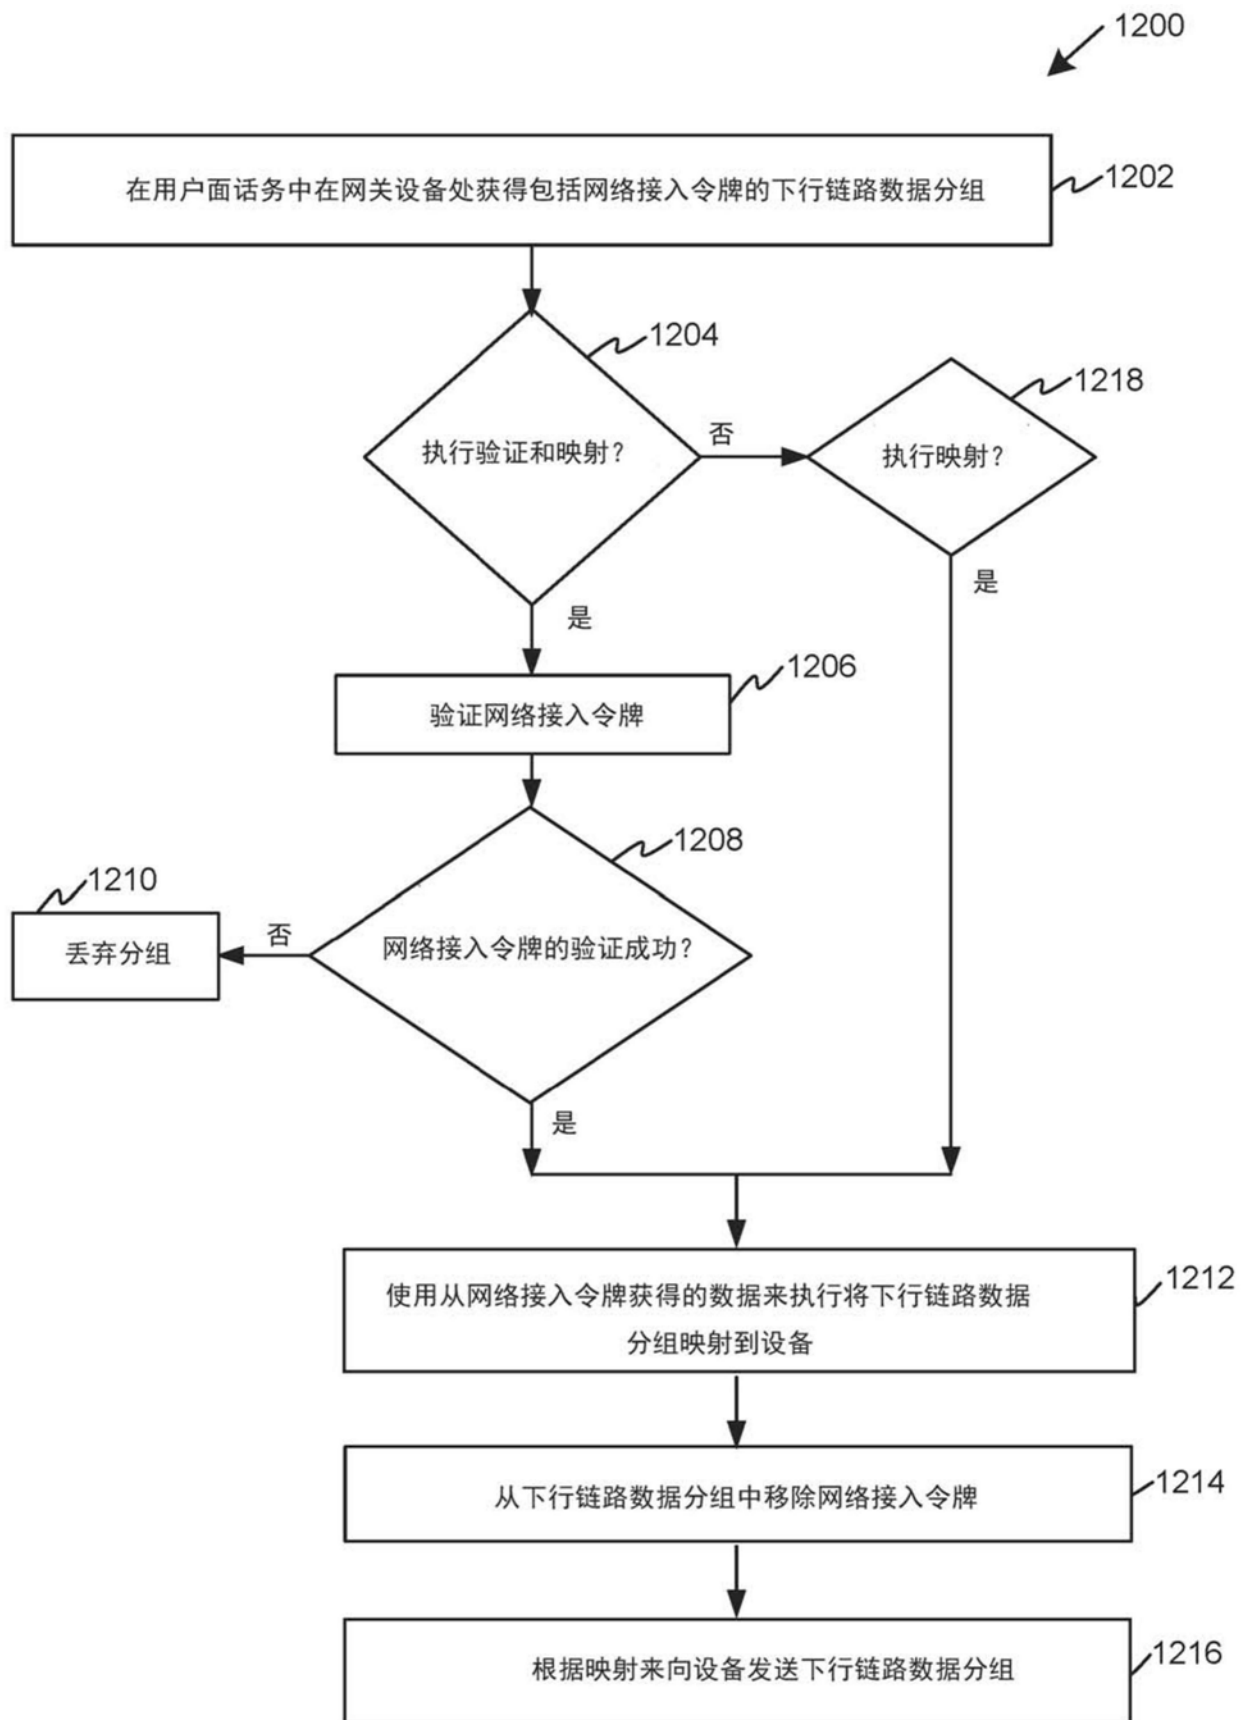 1200
在用户面话务中在网关设备处获得包括网络接入令牌的下行链路数据分组
1202
1204
执行验证和映射?
否
1218
执行映射?
是
是
1206
验证网络接入令牌
1208
网络接入令牌的验证成功?
否
1210
丢弃分组
是
使用从网络接入令牌获得的数据来执行将下行链路数据
分组映射到设备
1212
从下行链路数据分组中移除网络接入令牌
1214
根据映射来向设备发送下行链路数据分组
1216